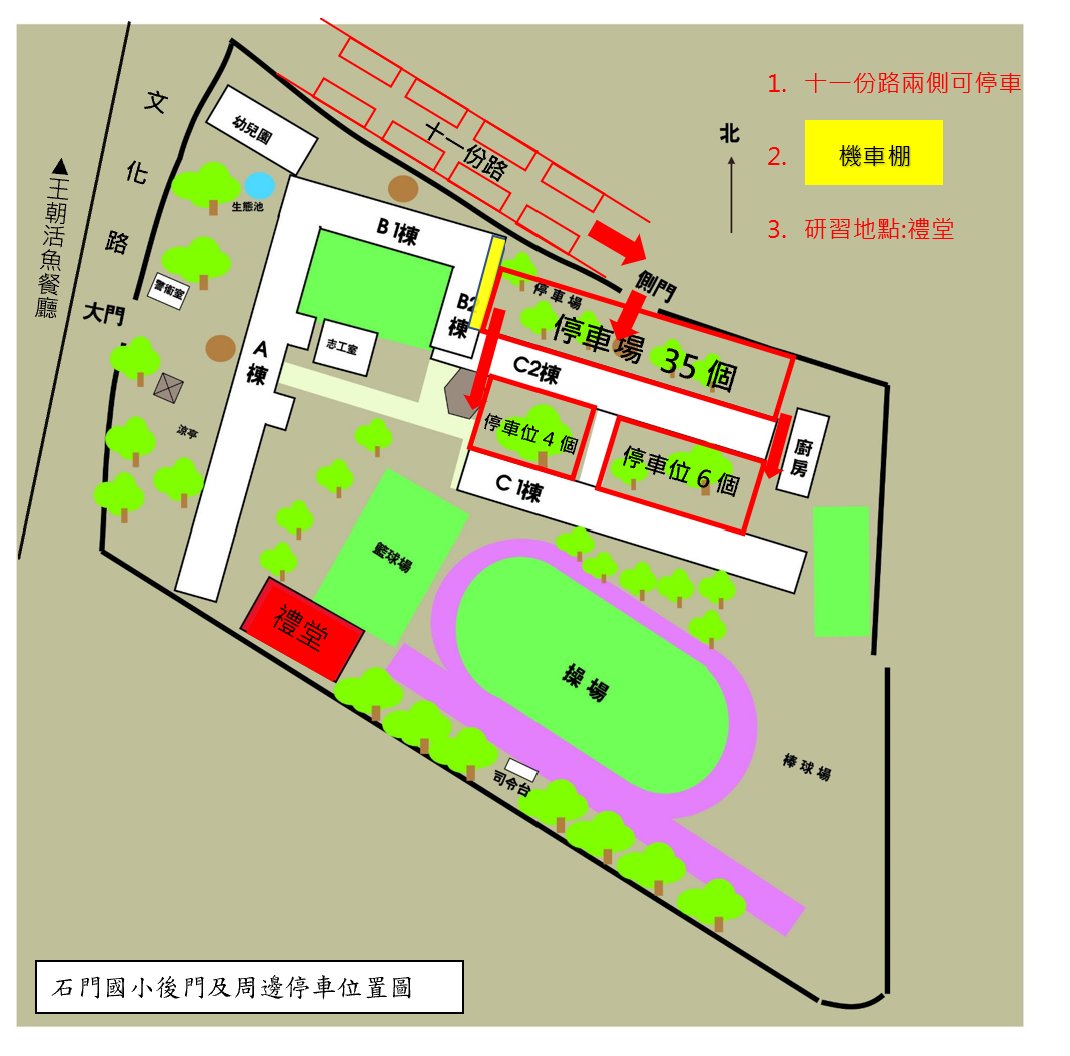 文
化
路
▲王朝活魚餐廳
大門
幼兒園
生態池
警衛室
涼亭
A
棟
B1棟
B2
棟
志工室
十一份路
北
1. 十一份路兩側可停車
2. 機車棚
3. 研習地點:禮堂
側門
停車場
停車場 35 個
C2棟
停車位 4 個
停車位 6 個
廚房
C1棟
籃球場
禮堂
操場
司令台
棒球場
石門國小後門及周邊停車位置圖